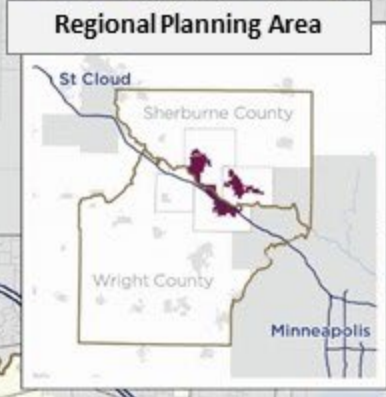 Regional Planning Area
St Cloud
Sherburne County
Wright County
Minneapolis